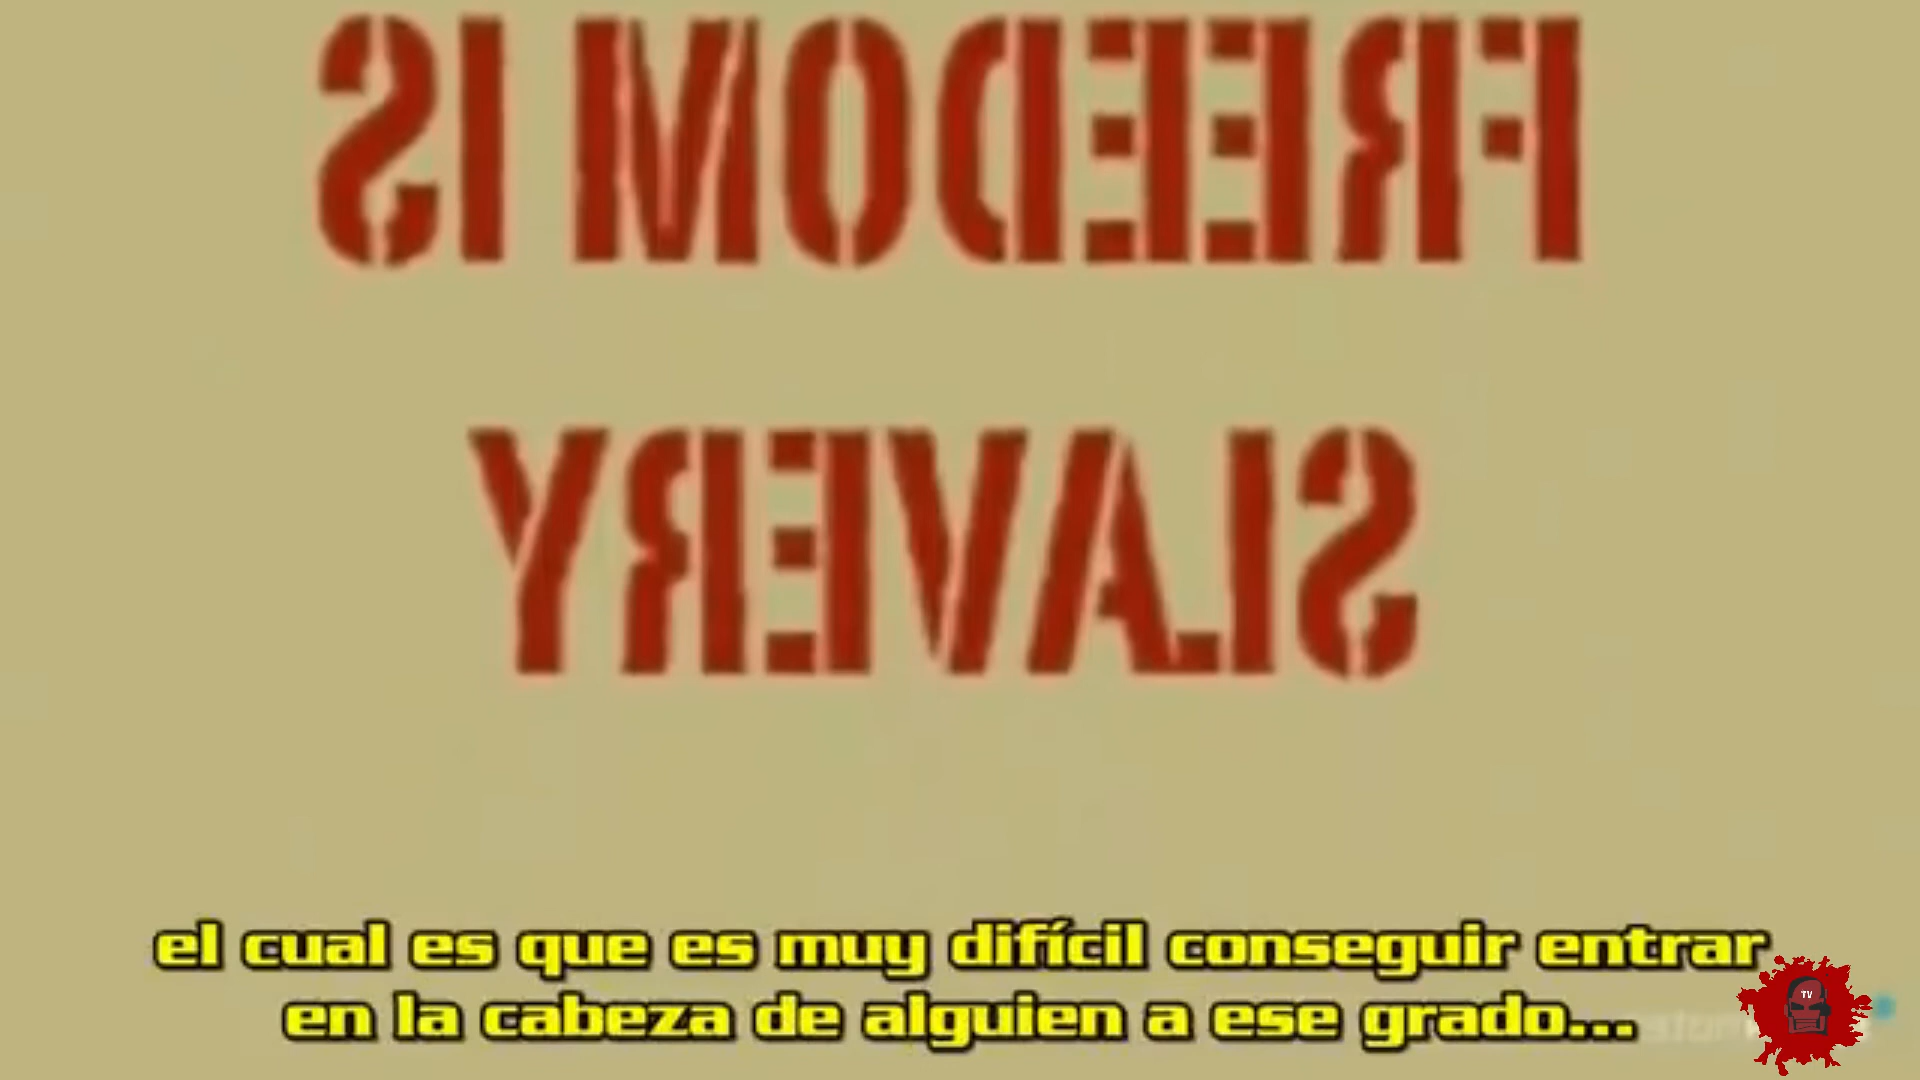 FREEDOM IS
SLAVERY
el cual es que es muy difícil conseguir entrar
en la cabeza de alguien a ese grado...
TV